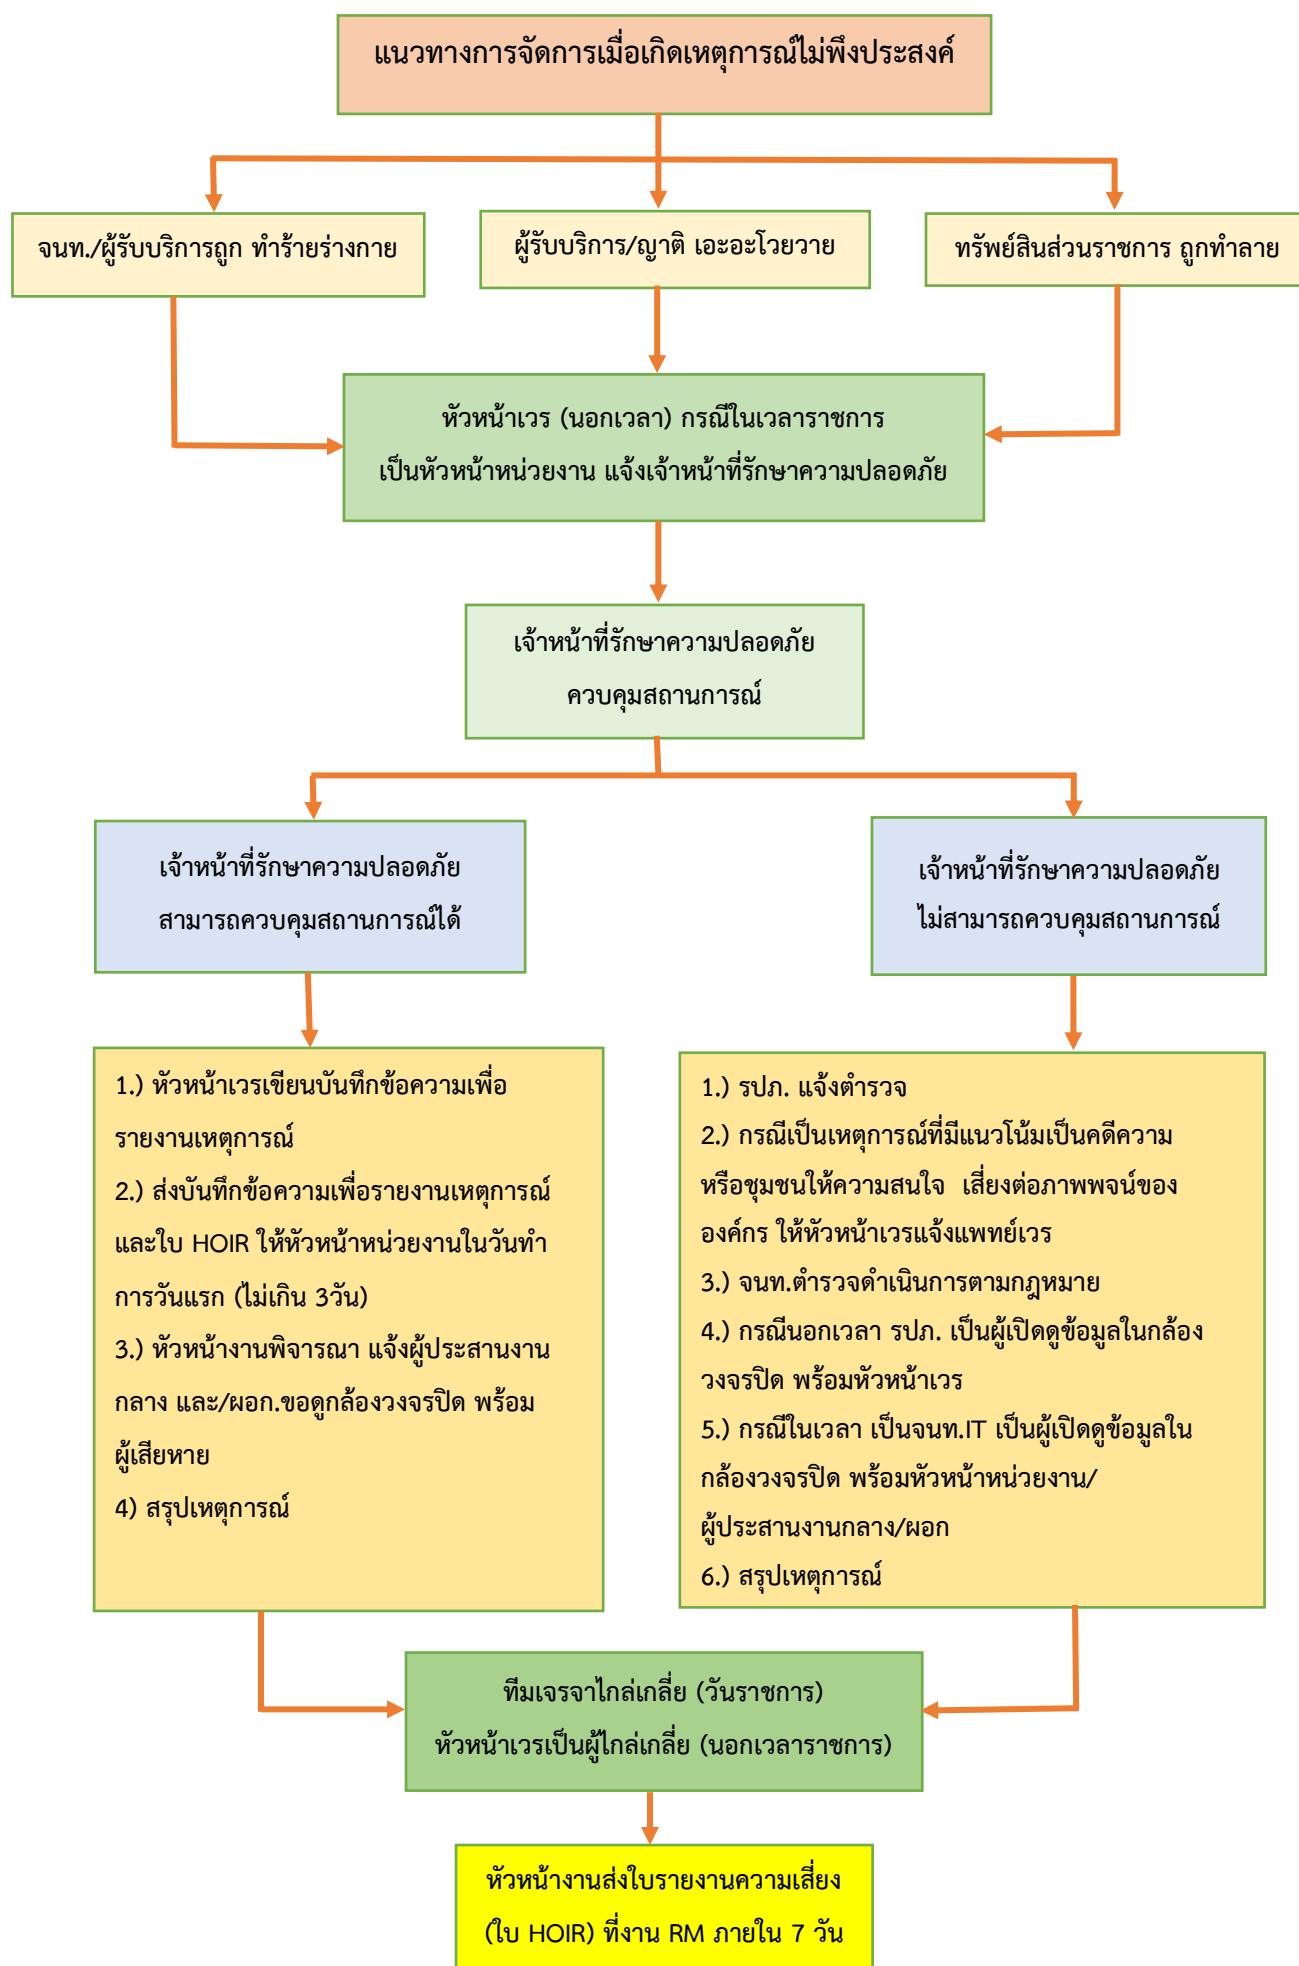 แนวทางการจัดการเมื่อเกิดเหตุการณ์ไม่พึงประสงค์
จนท./ผู้รับบริการถูก ทำร้ายร่างกาย
ผู้รับบริการ/ญาติ เอะอะโวยวาย
ทรัพย์สินส่วนราชการ ถูกทำลาย
หัวหน้าเวร (นอกเวลา) กรณีในเวลาราชการ
เป็นหัวหน้าหน่วยงาน แจ้งเจ้าหน้าที่รักษาความปลอดภัย
เจ้าหน้าที่รักษาความปลอดภัย
ควบคุมสถานการณ์
เจ้าหน้าที่รักษาความปลอดภัย
สามารถควบคุมสถานการณ์ได้
เจ้าหน้าที่รักษาความปลอดภัย
ไม่สามารถควบคุมสถานการณ์
1.) หัวหน้าเวรเขียนบันทึกข้อความเพื่อ
รายงานเหตุการณ์
2.) ส่งบันทึกข้อความเพื่อรายงานเหตุการณ์
และใบ HOIR ให้หัวหน้าหน่วยงานในวันทำ
การวันแรก (ไม่เกิน 3วัน)
3.) หัวหน้างานพิจารณา แจ้งผู้ประสานงาน
กลาง และ/ผอก.ขอดูกล้องวงจรปิด พร้อม
ผู้เสียหาย
4) สรุปเหตุการณ์
1.) รปภ. แจ้งตำรวจ
2.) กรณีเป็นเหตุการณ์ที่มีแนวโน้มเป็นคดีความ
หรือชุมชนให้ความสนใจ เสี่ยงต่อภาพพจน์ของ
องค์กร ให้หัวหน้าเวรแจ้งแพทย์เวร
3.) จนท.ตำรวจดำเนินการตามกฎหมาย
4.) กรณีนอกเวลา รปภ. เป็นผู้เปิดดูข้อมูลในกล้อง
วงจรปิด พร้อมหัวหน้าเวร
5.) กรณีในเวลา เป็นจนท.IT เป็นผู้เปิดดูข้อมูลใน
กล้องวงจรปิด พร้อมหัวหน้าหน่วยงาน/
ผู้ประสานงานกลาง/ผอก
6.) สรุปเหตุการณ์
ทีมเจรจาไกล่เกลี่ย (วันราชการ)
หัวหน้าเวรเป็นผู้ไกล่เกลี่ย (นอกเวลาราชการ)
หัวหน้างานส่งใบรายงานความเสี่ยง
(ใบ HOIR) ที่งาน RM ภายใน 7 วัน